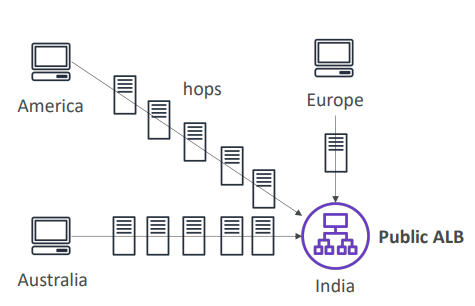 hops
America
Europe
Public ALB
Australia
India